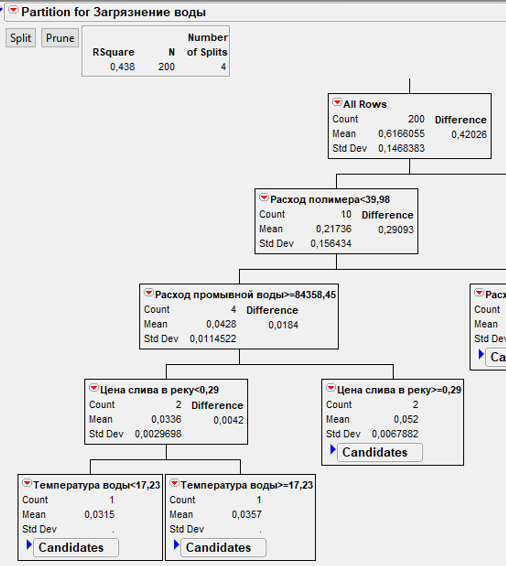 Partition for Загрязнение воды
Split Prune
Number
RSquare N of Splits
0,438 200 4
All Rows
Count 200 Difference
Mean 0,6166055 0,42026
Std Dev 0,1468383
Расход полимера<39,98
Count 10 Difference
Mean 0,21736 0,29093
Std Dev 0,156434
Расход промывной воды>=84358,45
Count 4 Difference
Mean 0,0428 0,0184
Std Dev 0,0114522
Расх
Count
Mean
Std Dev
Ca
Цена слива в реку<0,29
Count 2 Difference
Mean 0,0336 0,0042
Std Dev 0,0029698
Цена слива в реку>=0,29
Count 2
Mean 0,052
Std Dev 0,0067882
Candidates
Температура воды<17,23
Count 1
Mean 0,0315
Std Dev .
Candidates
Температура воды>=17,23
Count 1
Mean 0,0357
Std Dev .
Candidates